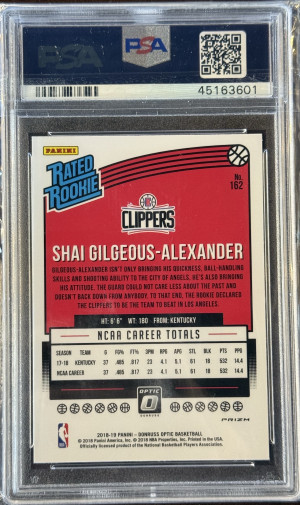 PSA
PSA
45163601
PANINI
RATED
ROOKIE
No.
162
LAC
CLIPPERS
SHAI GILGEOUS-ALEXANDER
GILGEOUS-ALEXANDER ISN'T ONLY BRINGING HIS QUICKNESS, BALL-HANDLING
SKILLS AND SHOOTING ABILITY TO THE CITY OF ANGELS. HE'S ALSO BRINGING
HIS ATTITUDE. THE GUARD COULD NOT CARE LESS ABOUT THE PAST AND
DOESN'T BACK DOWN FROM ANYBODY. TO THAT END, THE ROOKIE DECLARED
THE CLIPPERS TO BE THE TEAM TO BEAT IN LOS ANGELES.
HT: 6'6" WT: 180 FROM: KENTUCKY
NCAA CAREER TOTALS
SEASON TEAM G FG% FT% 3PM RPG APG STL BLK PTS PPG
17-18 KENTUCKY 37 .485 .817 23 4.1 5.1 61 18 532 14.4
NCAA CAREER 37 .485 .817 23 4.1 5.1 61 18 532 14.4
OPTIC
PRIZM
2018-19 PANINI - DONRUSS OPTIC BASKETBALL
© 2018 Panini America, Inc. © 2018 NBA Properties, Inc. Printed in the USA.
Officially licensed product of the National Basketball Players Association.